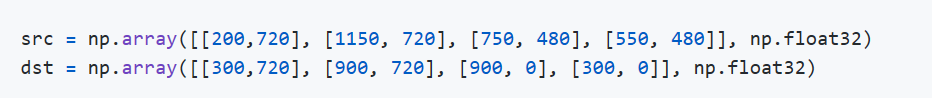 src = np.array([[200,720], [1150, 720], [750, 480], [550, 480]], np.float32)
dst = np.array([[300,720], [900, 720], [900, 0], [300, 0]], np.float32)